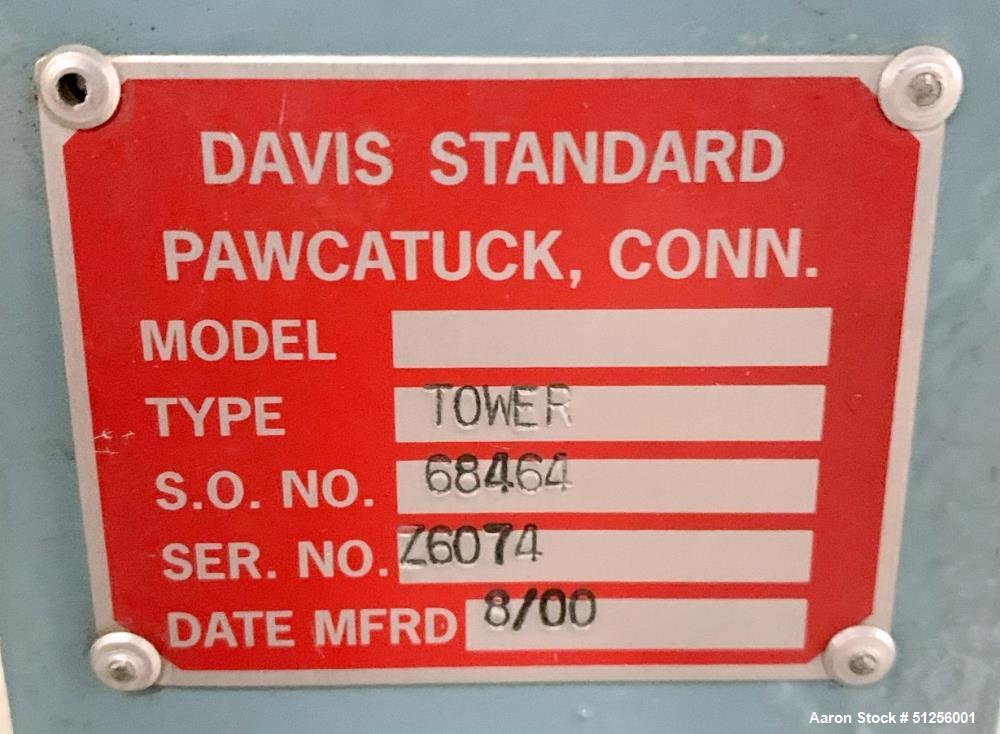 DAVIS STANDARD
PAWCATUCK, CONN.
MODEL
TYPE TOWER
S.O. NO. 68464
SER. NO. Z6074
DATE MFRD 8/00
Aaron Stock # 51256001